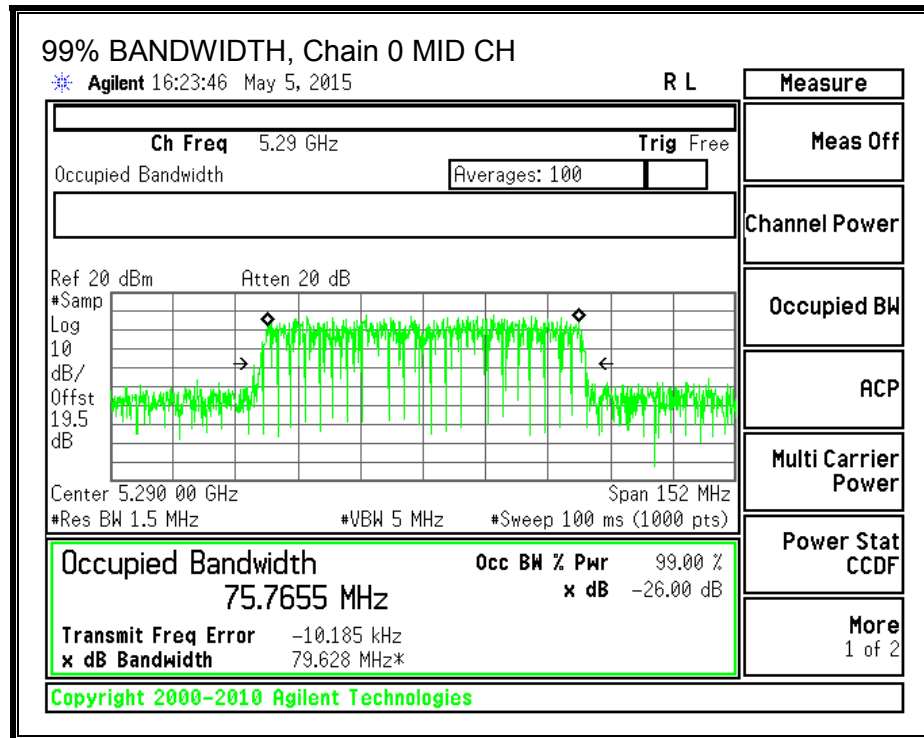 99% BANDWIDTH, Chain 0 MID CH
Agilent 16:23:46 May 5, 2015 R L
Measure
Ch Freq 5.29 GHz Trig Free
Meas Off
Occupied Bandwidth Averages: 100
Channel Power
Ref 20 dBm Atten 20 dB
#Samp
Log
10
dB/
Offst
19.5
dB
Occupied BW
ACP
Multi Carrier
Power
Center 5.290 00 GHz Span 152 MHz
#Res BW 1.5 MHz #VBW 5 MHz #Sweep 100 ms (1000 pts)
Power Stat
CCDF
Occupied Bandwidth
75.7655 MHz
Occ BW % Pwr 99.00 %
x dB -26.00 dB
Transmit Freq Error -10.185 kHz
x dB Bandwidth 79.628 MHz*
More
1 of 2
Copyright 2000-2010 Agilent Technologies